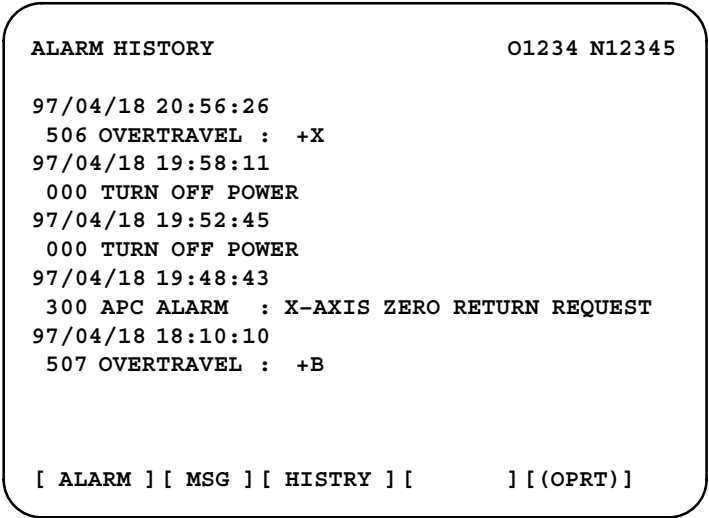 ALARM HISTORY O1234 N12345
97/04/18 20:56:26
506 OVERTRAVEL : +X
97/04/18 19:58:11
000 TURN OFF POWER
97/04/18 19:52:45
000 TURN OFF POWER
97/04/18 19:48:43
300 APC ALARM : X-AXIS ZERO RETURN REQUEST
97/04/18 18:10:10
507 OVERTRAVEL : +B
[ ALARM ] [ MSG ] [ HISTRY ] [ ] [(OPRT)]